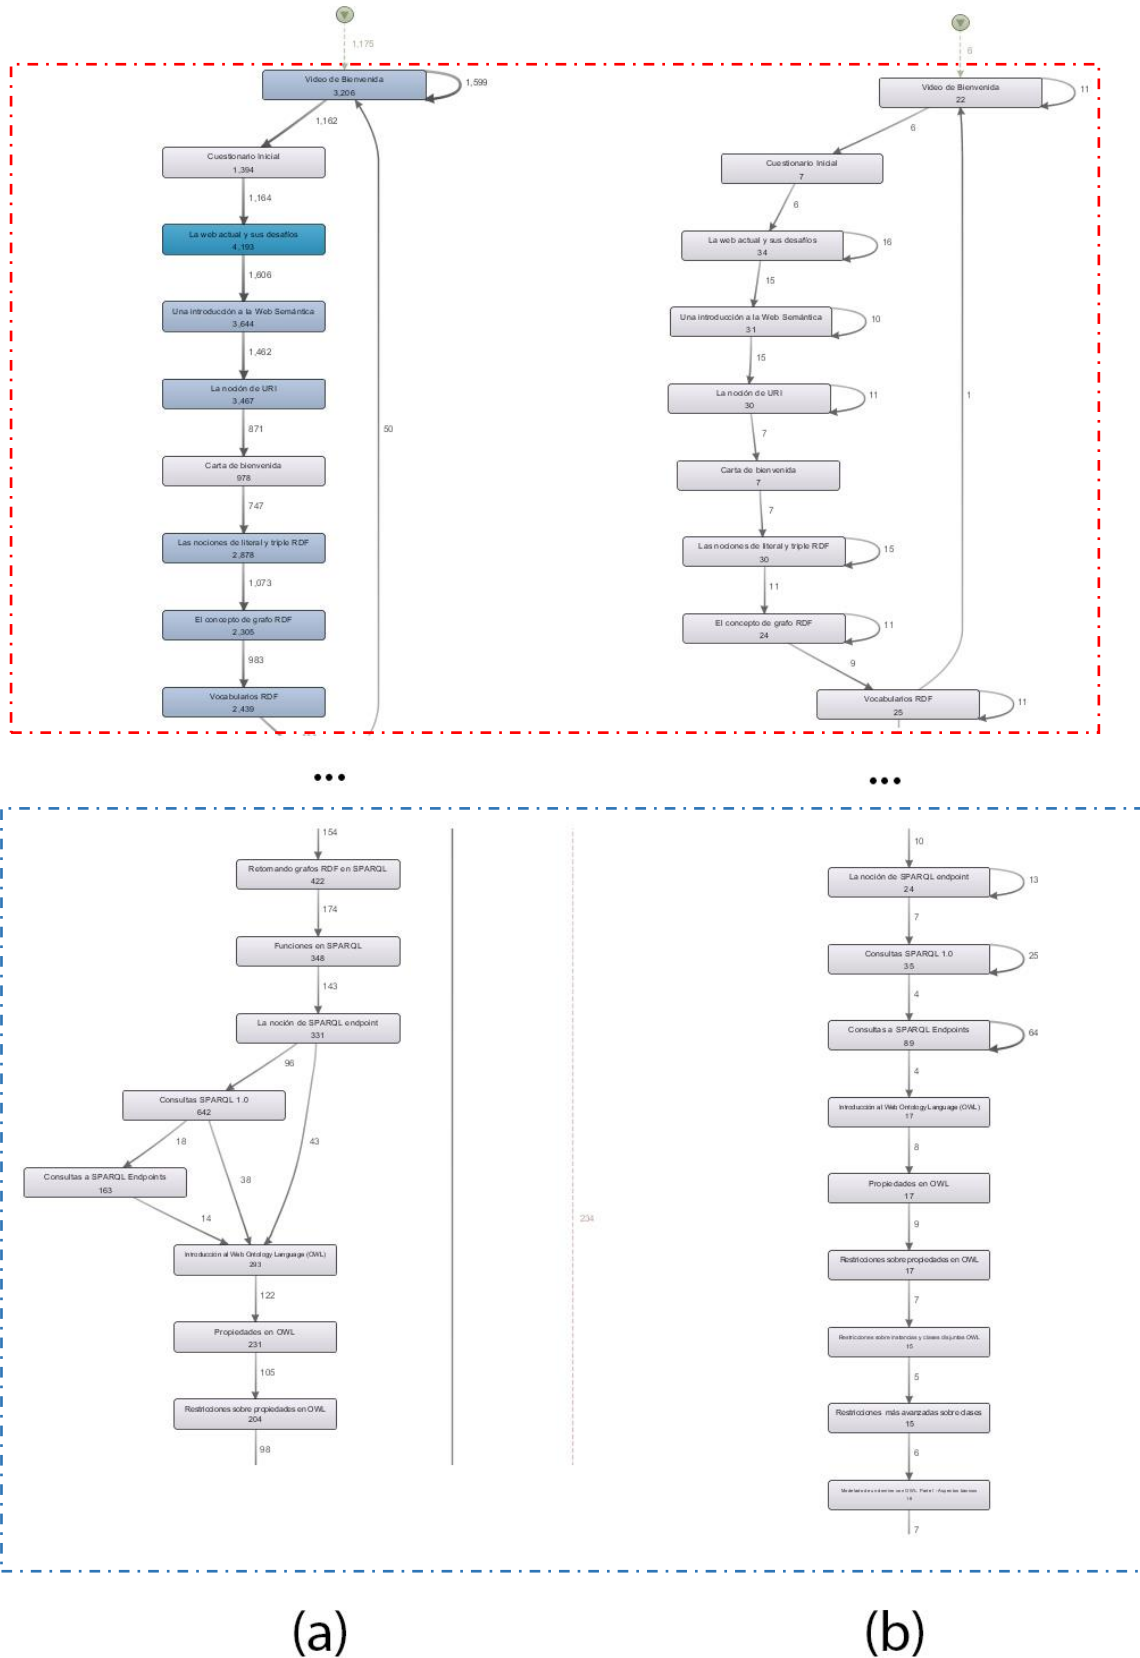 1,175
Video de Bienvenida
3,206
1,599
1,162
Cuestionario Inicial
1,394
1,164
La web actual y sus desafíos
4,193
1,606
Una introducción a la Web Semántica
3,644
1,462
La noción de URI
3,467
871
50
Carta de bienvenida
978
747
Las nociones de literal y triple RDF
2,878
1,073
El concepto de grafo RDF
2,305
983
Vocabularios RDF
2,439
6
Video de Bienvenida
22
11
6
Cuestionario Inicial
7
6
La web actual y sus desafíos
34
16
15
Una introducción a la Web Semántica
31
10
15
La noción de URI
30
11
1
7
Carta de bienvenida
7
7
Las nociones de literal y triple RDF
30
15
11
El concepto de grafo RDF
24
11
9
Vocabularios RDF
25
11
...
...
154
Retornando grafos RDF en SPARQL
422
174
Funciones en SPARQL
348
143
La noción de SPARQL endpoint
331
96
Consultas SPARQL 1.0
642
18
43
Consultas a SPARQL Endpoints
163
38
14
234
Introducción al Web Ontology Language (OWL)
293
122
Propiedades en OWL
231
105
Restricciones sobre propiedades en OWL
204
98
10
La noción de SPARQL endpoint
24
13
7
Consultas SPARQL 1.0
35
25
4
Consultas a SPARQL Endpoints
89
64
4
Introducción al Web Ontology Language (OWL)
17
8
Propiedades en OWL
17
9
Restricciones sobre propiedades en OWL
17
7
Restricciones sobre instancias y clases disjuntas OWL
15
5
Restricciones más avanzadas sobre clases
15
6
7
(a)
(b)